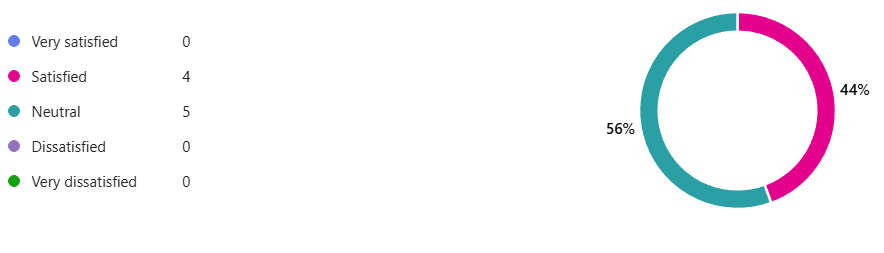 Very satisfied 0
Satisfied 4
Neutral 5
Dissatisfied 0
Very dissatisfied 0
44%
56%